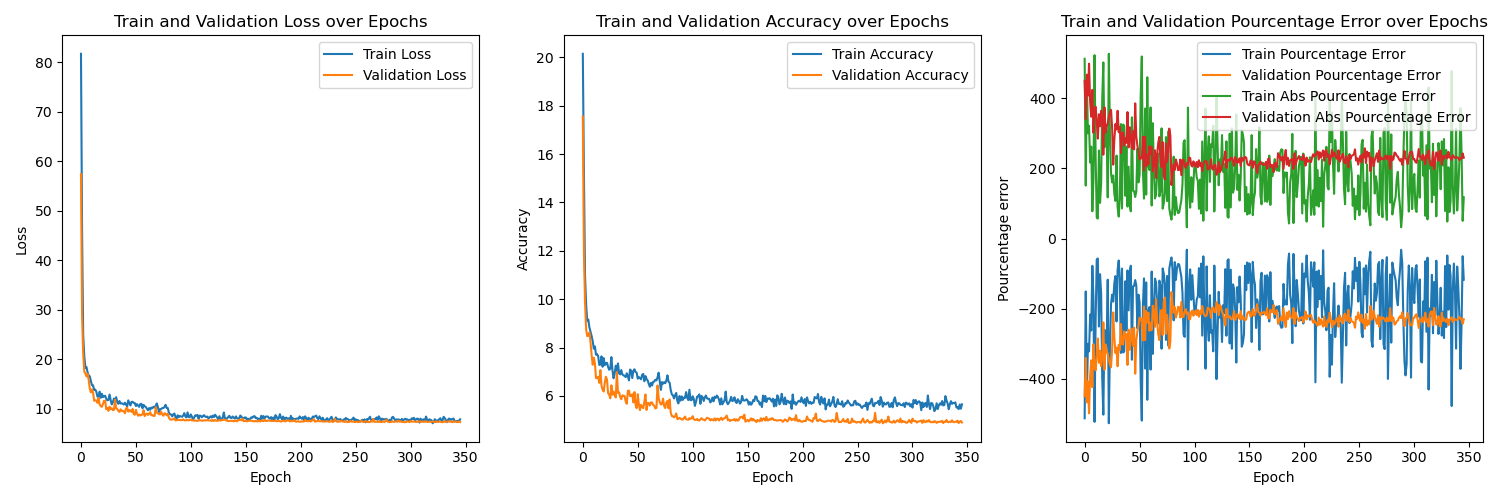 Train and Validation Loss over Epochs
Train Loss
Validation Loss
80
70
60
50
40
30
20
10
Loss
0 50 100 150 200 250 300 350
Epoch
Train and Validation Accuracy over Epochs
Train Accuracy
Validation Accuracy
20
18
16
14
12
10
8
6
Accuracy
0 50 100 150 200 250 300 350
Epoch
Train and Validation Pourcentage Error over Epochs
Train Pourcentage Error
Validation Pourcentage Error
Train Abs Pourcentage Error
Validation Abs Pourcentage Error
400
200
0
−200
−400
Pourcentage error
0 50 100 150 200 250 300 350
Epoch